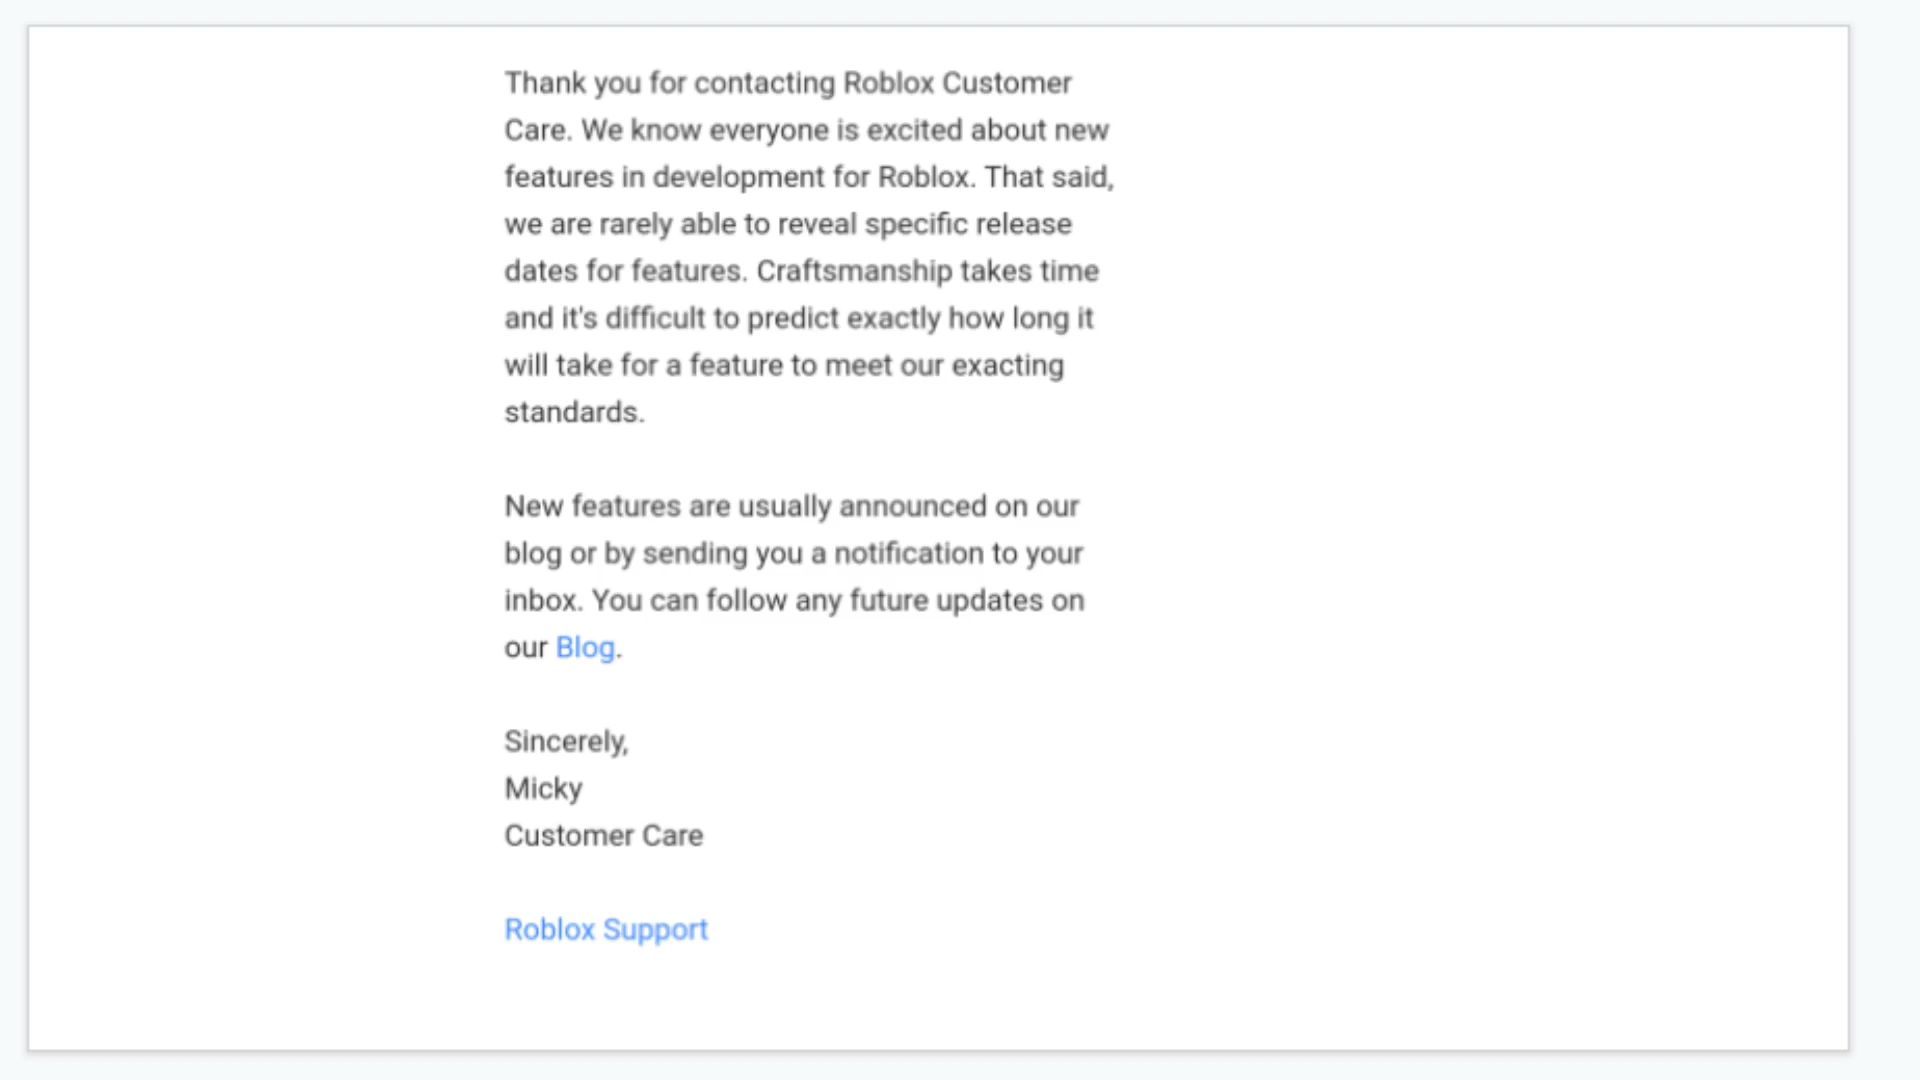 Thank you for contacting Roblox Customer
Care. We know everyone is excited about new
features in development for Roblox. That said,
we are rarely able to reveal specific release
dates for features. Craftsmanship takes time
and it's difficult to predict exactly how long it
will take for a feature to meet our exacting
standards.
New features are usually announced on our
blog or by sending you a notification to your
inbox. You can follow any future updates on
our Blog.
Sincerely,
Micky
Customer Care
Roblox Support